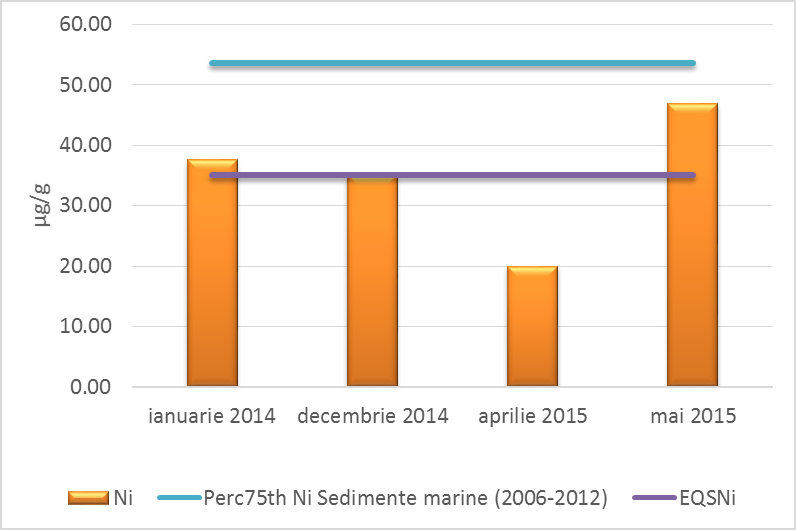 60.00
50.00
40.00
30.00
20.00
10.00
0.00
µg/g
ianuarie 2014 decembrie 2014 aprilie 2015 mai 2015
Ni Perc75th Ni Sedimente marine (2006-2012) EQSNi